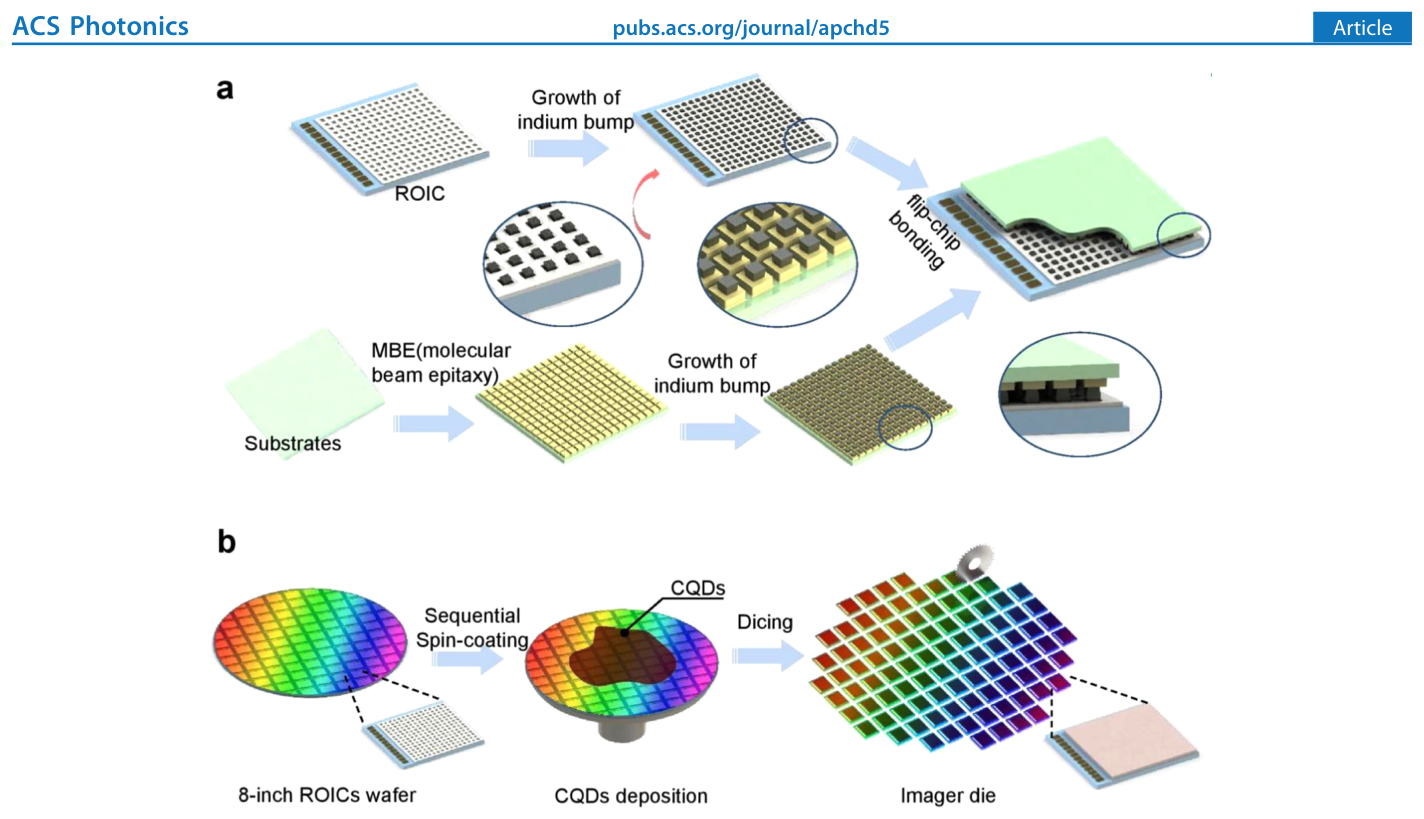 ACS Photonics
pubs.acs.org/journal/apchd5
Article
a
Growth of
indium bump
ROIC
flip-chip
bonding
MBE(molecular
beam epitaxy)
Growth of
indium bump
Substrates
b
CQDs
Sequential
Spin-coating
Dicing
8-inch ROICs wafer
CQDs deposition
Imager die